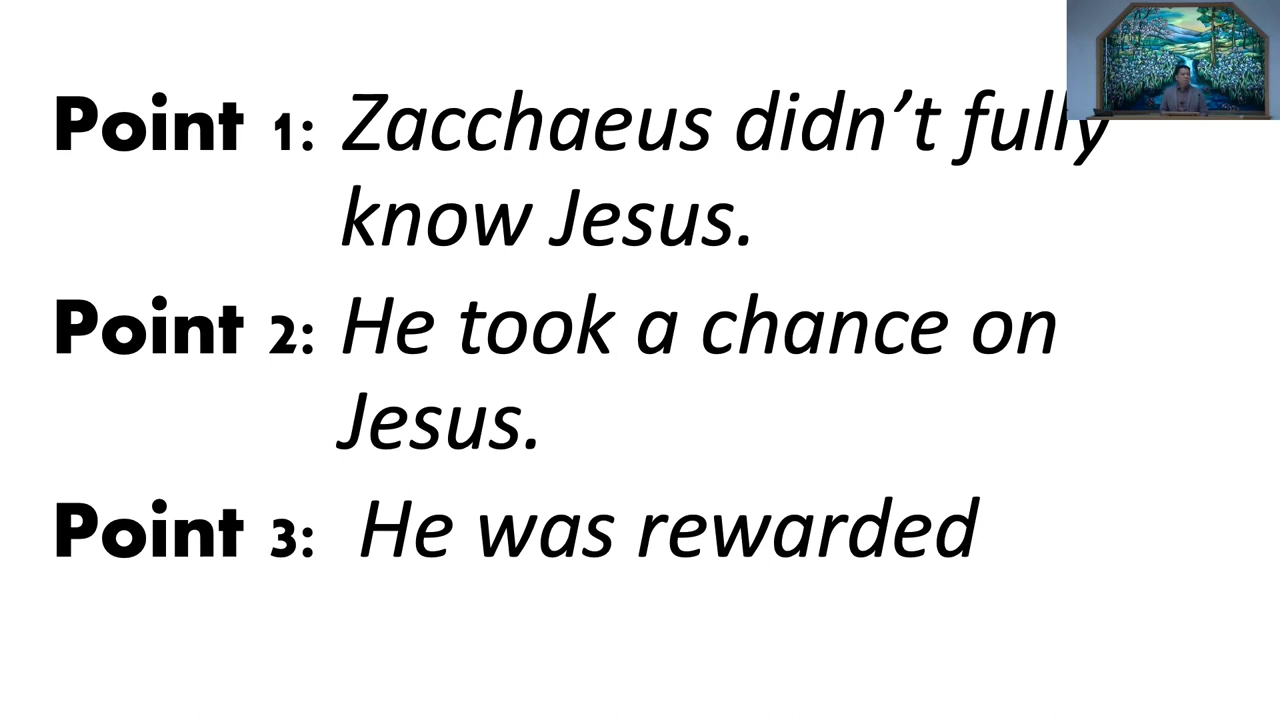 Point 1: Zacchaeus didn’t fully
know Jesus.
Point 2: He took a chance on
Jesus.
Point 3: He was rewarded